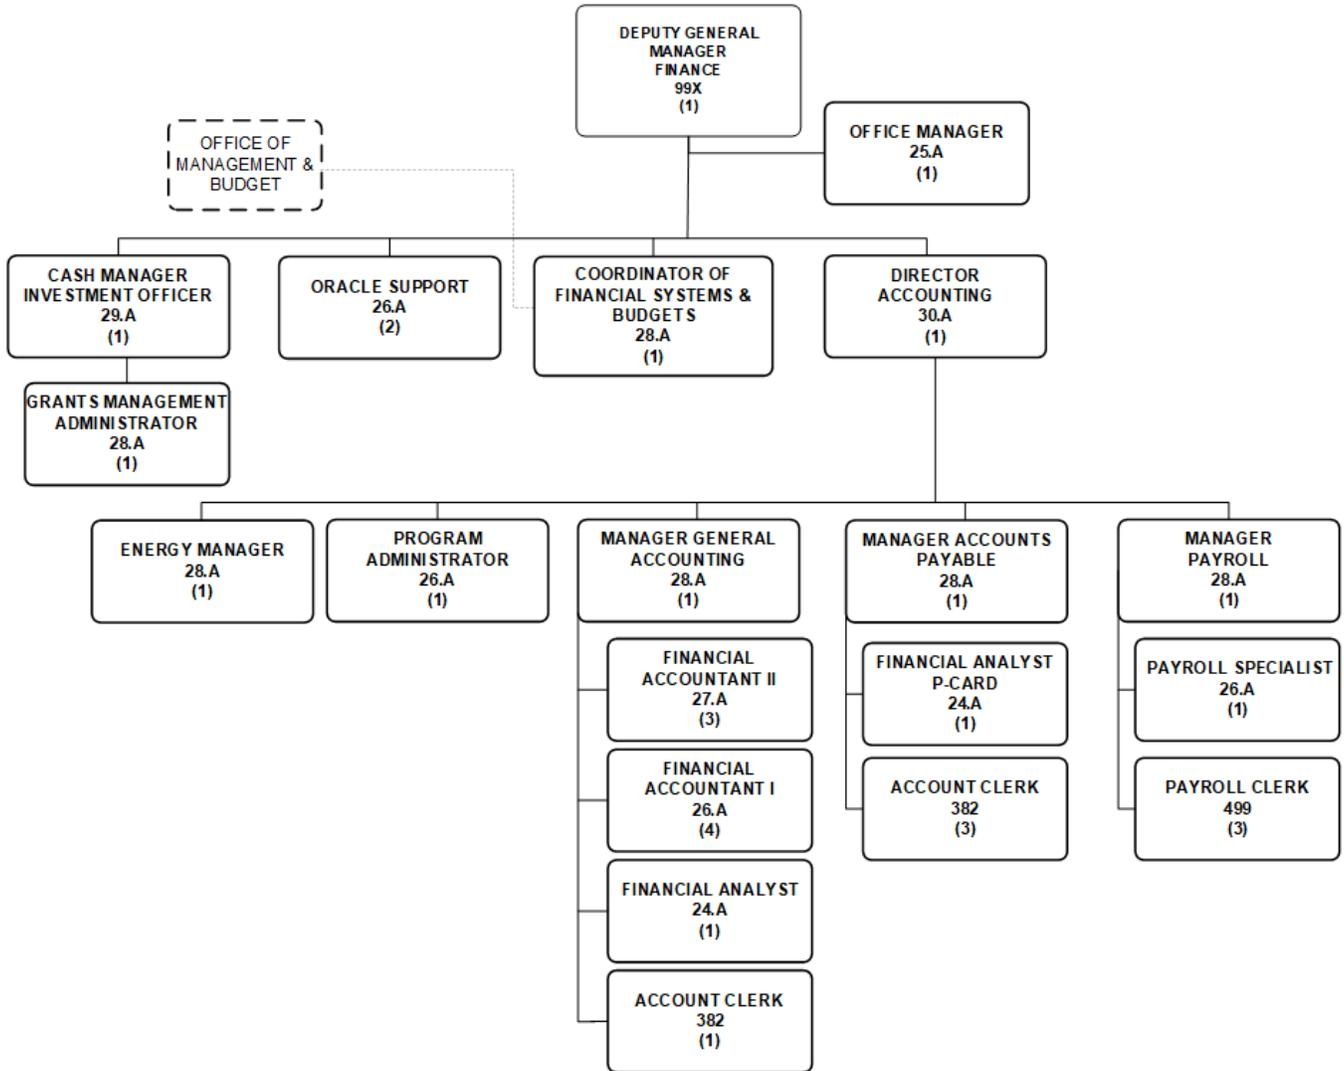 DEPUTY GENERAL
MANAGER
FINANCE
99X
(1)
OFFICE MANAGER
25.A
(1)
OFFICE OF
MANAGEMENT &
BUDGET
CASH MANAGER
INVESTMENT OFFICER
29.A
(1)
ORACLE SUPPORT
26.A
(2)
COORDINATOR OF
FINANCIAL SYSTEMS &
BUDGETS
28.A
(1)
DIRECTOR
ACCOUNTING
30.A
(1)
GRANTS MANAGEMENT
ADMINISTRATOR
28.A
(1)
ENERGY MANAGER
28.A
(1)
PROGRAM
ADMINISTRATOR
26.A
(1)
MANAGER GENERAL
ACCOUNTING
28.A
(1)
MANAGER ACCOUNTS
PAYABLE
28.A
(1)
MANAGER
PAYROLL
28.A
(1)
FINANCIAL
ACCOUNTANT II
27.A
(3)
FINANCIAL
ACCOUNTANT I
26.A
(4)
FINANCIAL ANALYST
24.A
(1)
ACCOUNT CLERK
382
(1)
FINANCIAL ANALYST
P-CARD
24.A
(1)
ACCOUNT CLERK
382
(3)
PAYROLL SPECIALIST
26.A
(1)
PAYROLL CLERK
499
(3)